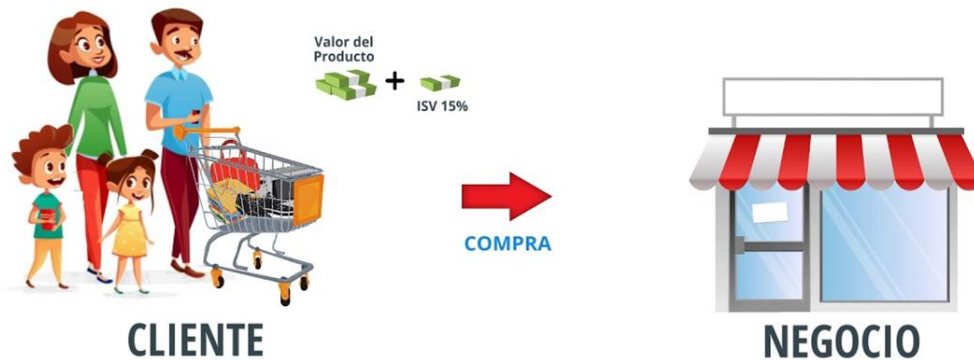 Valor del
Producto
+
ISV 15%
COMPRA
CLIENTE
NEGOCIO